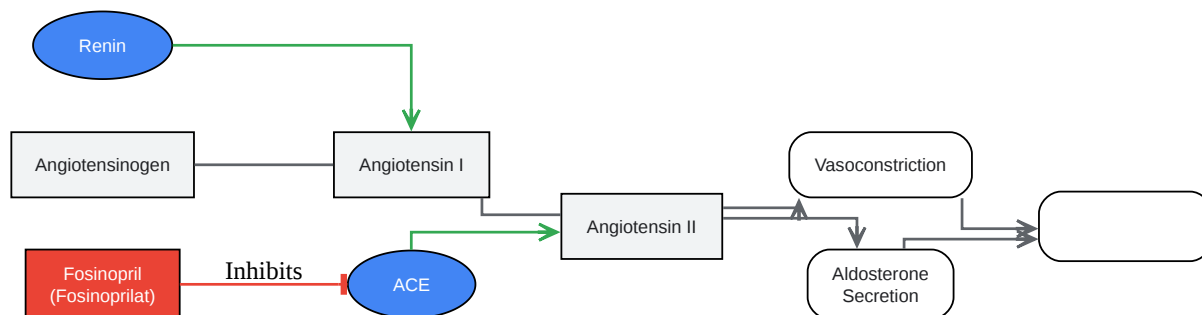 Renin
Angiotensinogen
Angiotensin I
Vasoconstriction
Angiotensin II
Fosinopril
(Fosinoprilat)
Inhibits
ACE
Aldosterone
Secretion